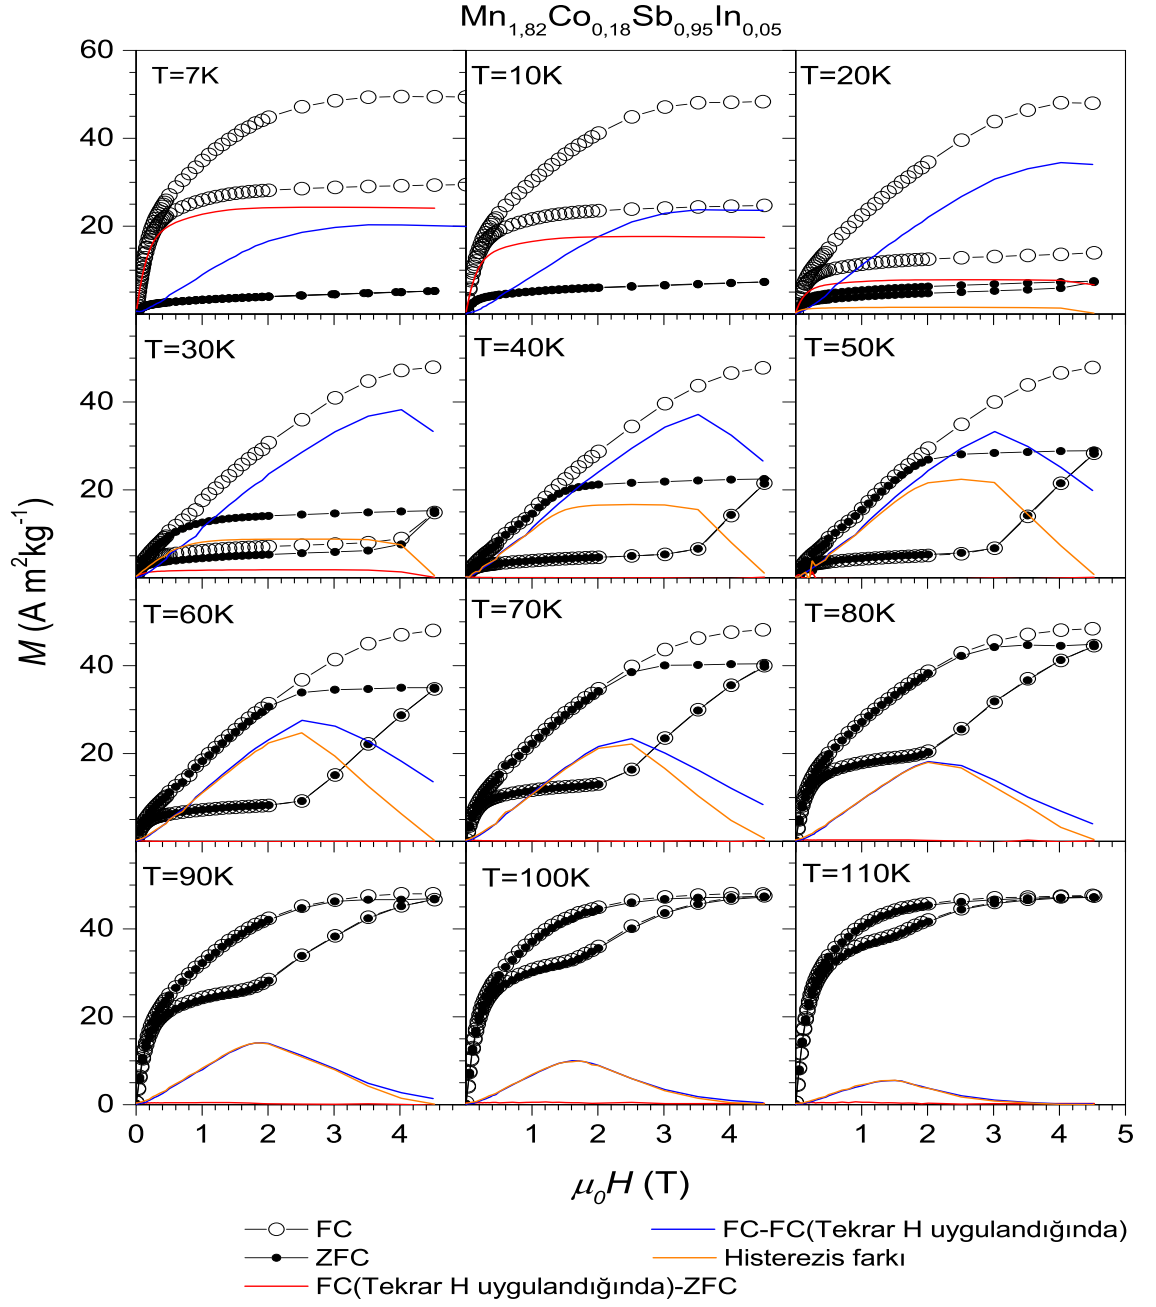 Mn1,82Co0,18Sb0,95In0,05
60
T=7K
T=10K
T=20K
40
20
T=30K
T=40K
T=50K
40
20
M (A m2kg-1)
T=60K
T=70K
T=80K
40
20
T=90K
T=100K
T=110K
40
20
0
0 1 2 3 4 1 2 3 4 1 2 3 4 5
μ0H (T)
FC
FC-FC(Tekrar H uygulandığında)
ZFC
Histerezis farkı
FC(Tekrar H uygulandığında)-ZFC